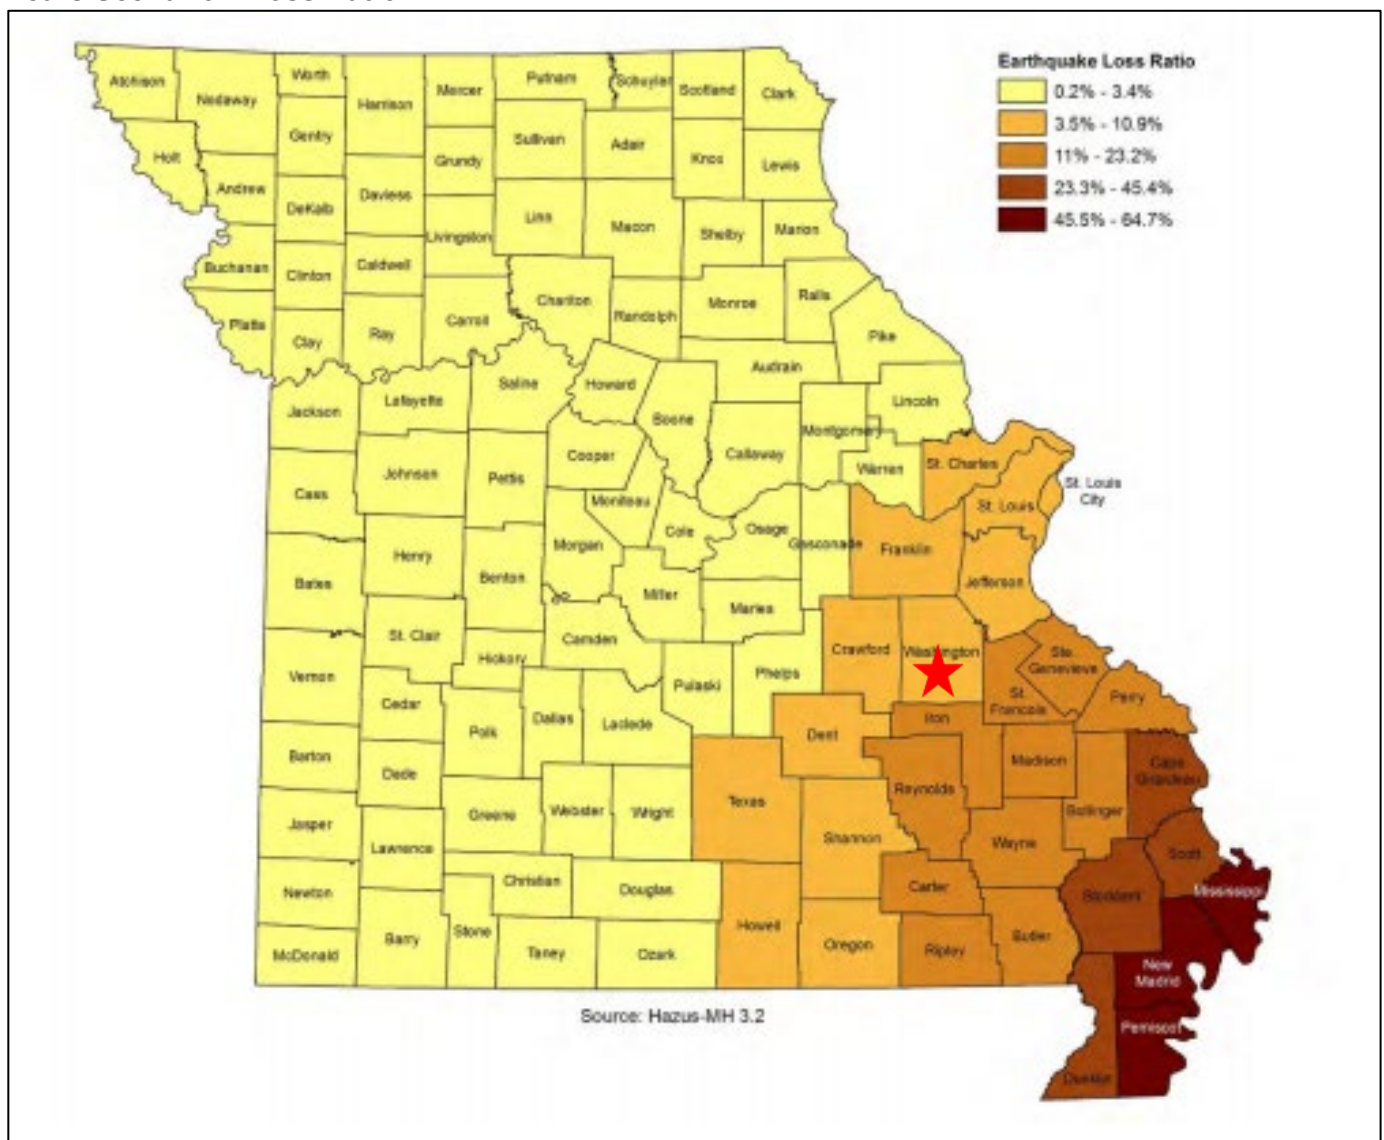 Earthquake Loss Ratio
0.2% - 3.4%
3.5% - 10.9%
11% - 23.2%
23.3% - 45.4%
45.5% - 64.7%
Atchison
Nodaway
Worth
Harrison
Mercer
Putnam
Schuyler
Scotland
Clark
Holt
Gentry
Sullivan
Adair
Knox
Lewis
Andrew
DeKalb
Daviess
Grundy
Linn
Macon
Shelby
Marion
Buchanan
Clinton
Caldwell
Livingston
Chariton
Randolph
Monroe
Ralls
Platte
Clay
Ray
Carroll
Pike
Audrain
Jackson
Lafayette
Saline
Howard
Boone
Callaway
Montgomery
Lincoln
Cass
Johnson
Pettis
Cooper
Moniteau
Cole
Osage
Gasconade
Warren
St. Charles
St. Louis
St. Louis
City
Franklin
Jefferson
Bates
Henry
Benton
Morgan
Miller
Maries
St. Clair
Hickory
Camden
Pulaski
Phelps
Crawford
Washington
Ste.
Genevieve
St.
Francois
Perry
Vernon
Cedar
Polk
Dallas
Laclede
Dent
Iron
Madison
Cape
Girardeau
Barton
Dade
Greene
Webster
Wright
Texas
Shannon
Reynolds
Wayne
Bollinger
Scott
Jasper
Lawrence
Christian
Douglas
Howell
Carter
Stoddard
Mississippi
Newton
Barry
Stone
Taney
Ozark
Oregon
Ripley
Butler
New
Madrid
McDonald
Pemiscot
Dunklin
Source: Hazus-MH 3.2